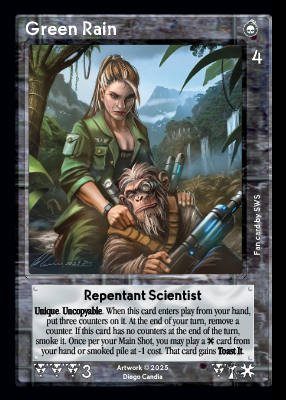 Green Rain
4
Fan card by SWS
Repentant Scientist
Unique. Uncopyable. When this card enters play from your hand,
put three counters on it. At the end of your turn, remove a
counter. If this card has no counters at the end of the turn,
smoke it. Once per your Main Shot, you may play a card from
your hand or smoked pile at -1 cost. That card gains Toast It.
3
Artwork © 2025
Diego Candia